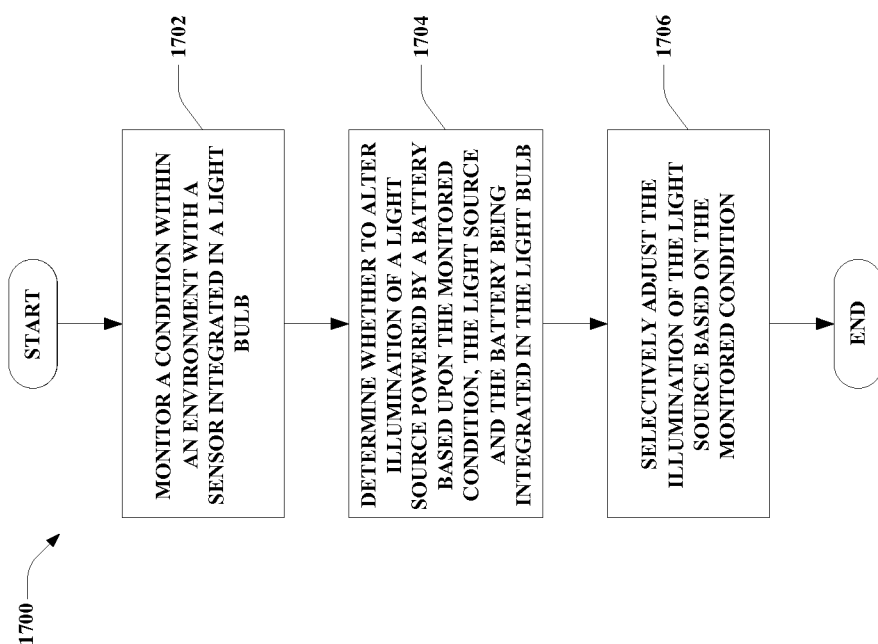 1700
START
MONITOR A CONDITION WITHIN
AN ENVIRONMENT WITH A
SENSOR INTEGRATED IN A LIGHT
BULB
1702
DETERMINE WHETHER TO ALTER
ILLUMINATION OF A LIGHT
SOURCE POWERED BY A BATTERY
BASED UPON THE MONITORED
CONDITION, THE LIGHT SOURCE
AND THE BATTERY BEING
INTEGRATED IN THE LIGHT BULB
1704
SELECTIVELY ADJUST THE
ILLUMINATION OF THE LIGHT
SOURCE BASED ON THE
MONITORED CONDITION
1706
END